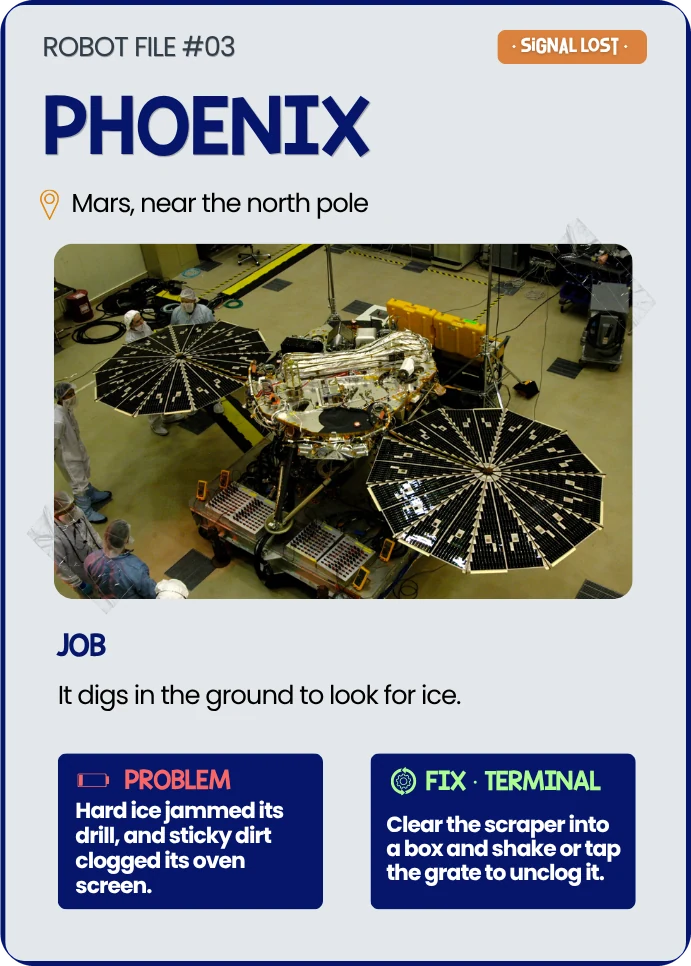 ROBOT FILE #03
· SIGNAL LOST ·
PHOENIX
Mars, near the north pole
JOB
It digs in the ground to look for ice.
PROBLEM
Hard ice jammed its
drill, and sticky dirt
clogged its oven
screen.
FIX · TERMINAL
Clear the scraper into
a box and shake or tap
the grate to unclog it.